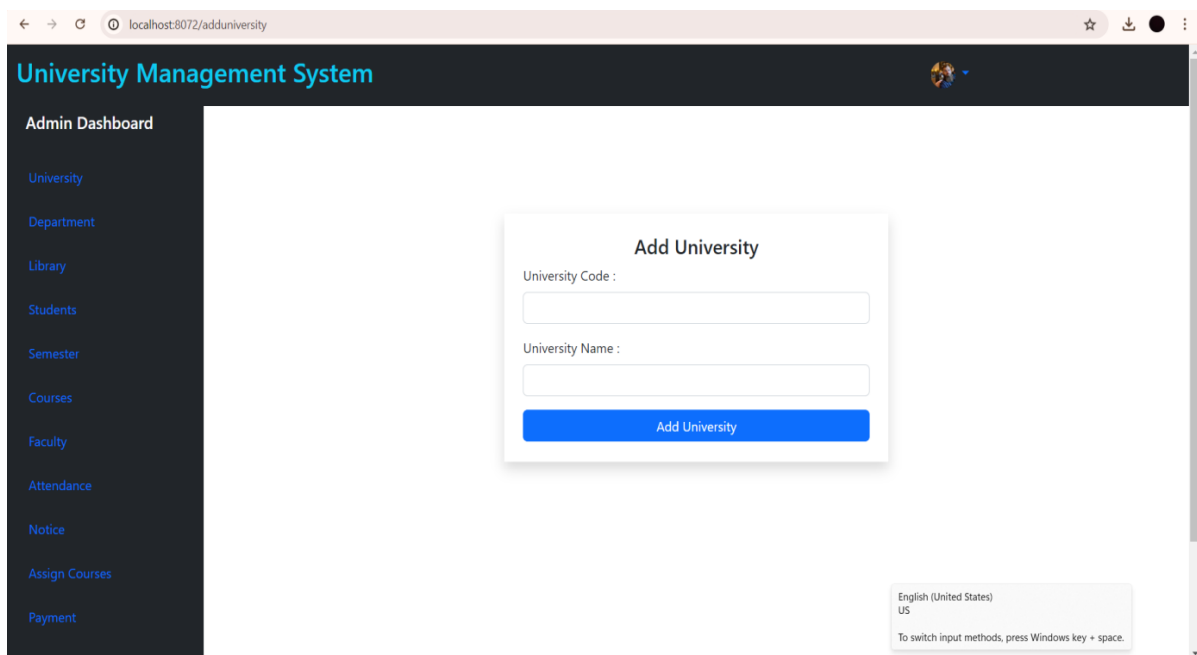 localhost:8072/adduniversity
University Management System
Admin Dashboard
University
Department
Library
Students
Semester
Courses
Faculty
Attendance
Notice
Assign Courses
Payment
Add University
University Code :
University Name :
Add University
English (United States)
US
To switch input methods, press Windows key + space.